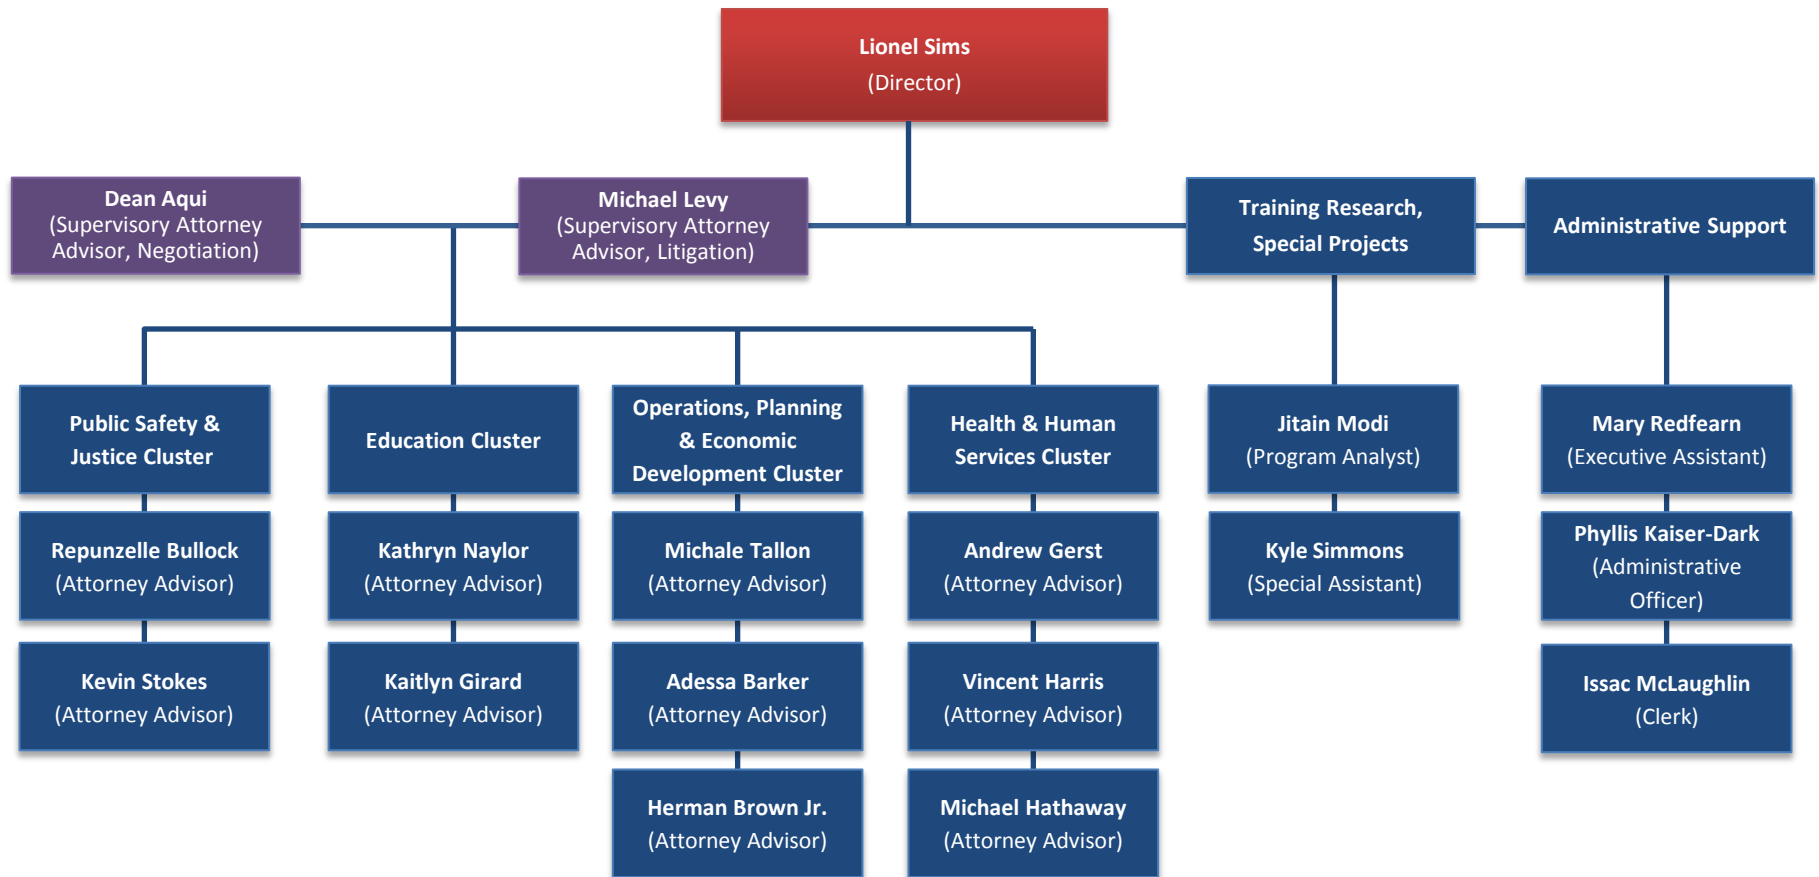 Lionel Sims
(Director)
Dean Aqui
(Supervisory Attorney
Advisor, Negotiation)
Michael Levy
(Supervisory Attorney
Advisor, Litigation)
Training Research,
Special Projects
Administrative Support
Public Safety &
Justice Cluster
Education Cluster
Operations, Planning
& Economic
Development Cluster
Health & Human
Services Cluster
Jitain Modi
(Program Analyst)
Mary Redfearn
(Executive Assistant)
Repunzelle Bullock
(Attorney Advisor)
Kathryn Naylor
(Attorney Advisor)
Michale Tallon
(Attorney Advisor)
Andrew Gerst
(Attorney Advisor)
Kyle Simmons
(Special Assistant)
Phyllis Kaiser-Dark
(Administrative
Officer)
Kevin Stokes
(Attorney Advisor)
Kaitlyn Girard
(Attorney Advisor)
Adessa Barker
(Attorney Advisor)
Vincent Harris
(Attorney Advisor)
Issac McLaughlin
(Clerk)
Herman Brown Jr.
(Attorney Advisor)
Michael Hathaway
(Attorney Advisor)